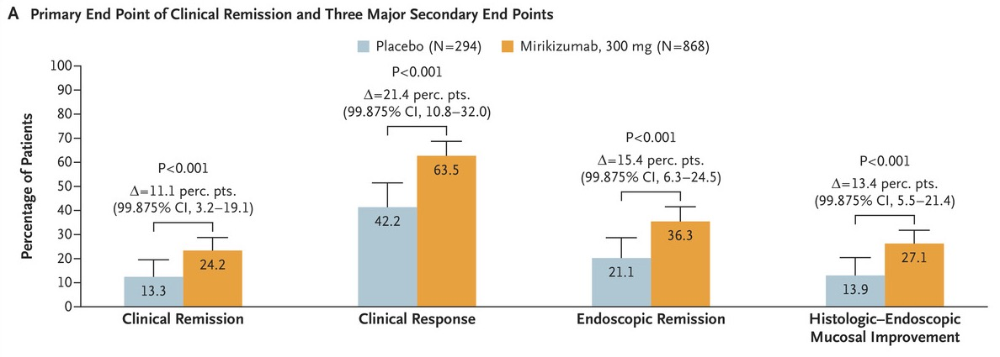 A Primary End Point of Clinical Remission and Three Major Secondary End Points
Placebo (N=294) Mirikizumab, 300 mg (N=868)
Percentage of Patients
100
90
80
70
60
50
40
30
20
10
0
P<0.001
Δ=11.1 perc. pts.
(99.875% CI, 3.2–19.1)
13.3
24.2
Clinical Remission
P<0.001
Δ=21.4 perc. pts.
(99.875% CI, 10.8–32.0)
42.2
63.5
Clinical Response
P<0.001
Δ=15.4 perc. pts.
(99.875% CI, 6.3–24.5)
21.1
36.3
Endoscopic Remission
P<0.001
Δ=13.4 perc. pts.
(99.875% CI, 5.5–21.4)
13.9
27.1
Histologic–Endoscopic
Mucosal Improvement